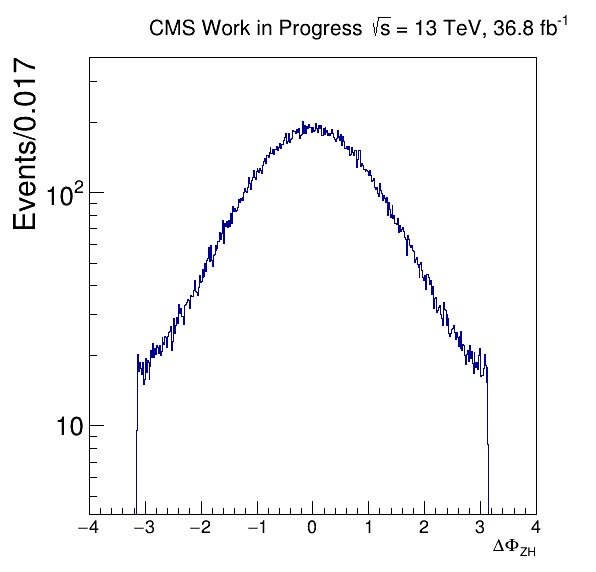 CMS Work in Progress √s = 13 TeV, 36.8 fb⁻¹
Events/0.017
10²
10
−4 −3 −2 −1 0 1 2 3 4
ΔΦ_ZH